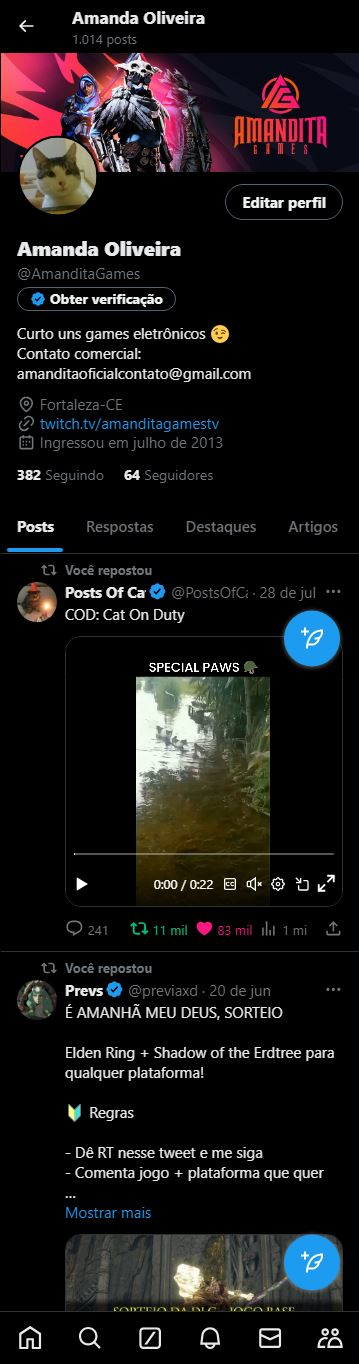 Amanda Oliveira
1.014 posts
AMANDITA
GAMES
Editar perfil
Amanda Oliveira
@AmanditaGames
Obter verificação
Curto uns games eletrônicos 😉
Contato comercial:
amanditaoficialcontato@gmail.com
Fortaleza-CE
twitch.tv/amanditagamestv
Ingressou em julho de 2013
382 Seguindo 64 Seguidores
Posts Respostas Destaques Artigos
Você repostou
Posts Of Ca @PostsOfCa · 28 de jul ...
COD: Cat On Duty
SPECIAL PAWS 🪖
0:00 / 0:22 CC
241 11 mil 83 mil 1 mi
Você repostou
Prevs @previaxd · 20 de jun ...
É AMANHÃ MEU DEUS, SORTEIO
Elden Ring + Shadow of the Erdtree para
qualquer plataforma!
🔰 Regras
- Dê RT nesse tweet e me siga
- Comenta jogo + plataforma que quer
...
Mostrar mais
SORTEIO DA DLC + JOGO BASE